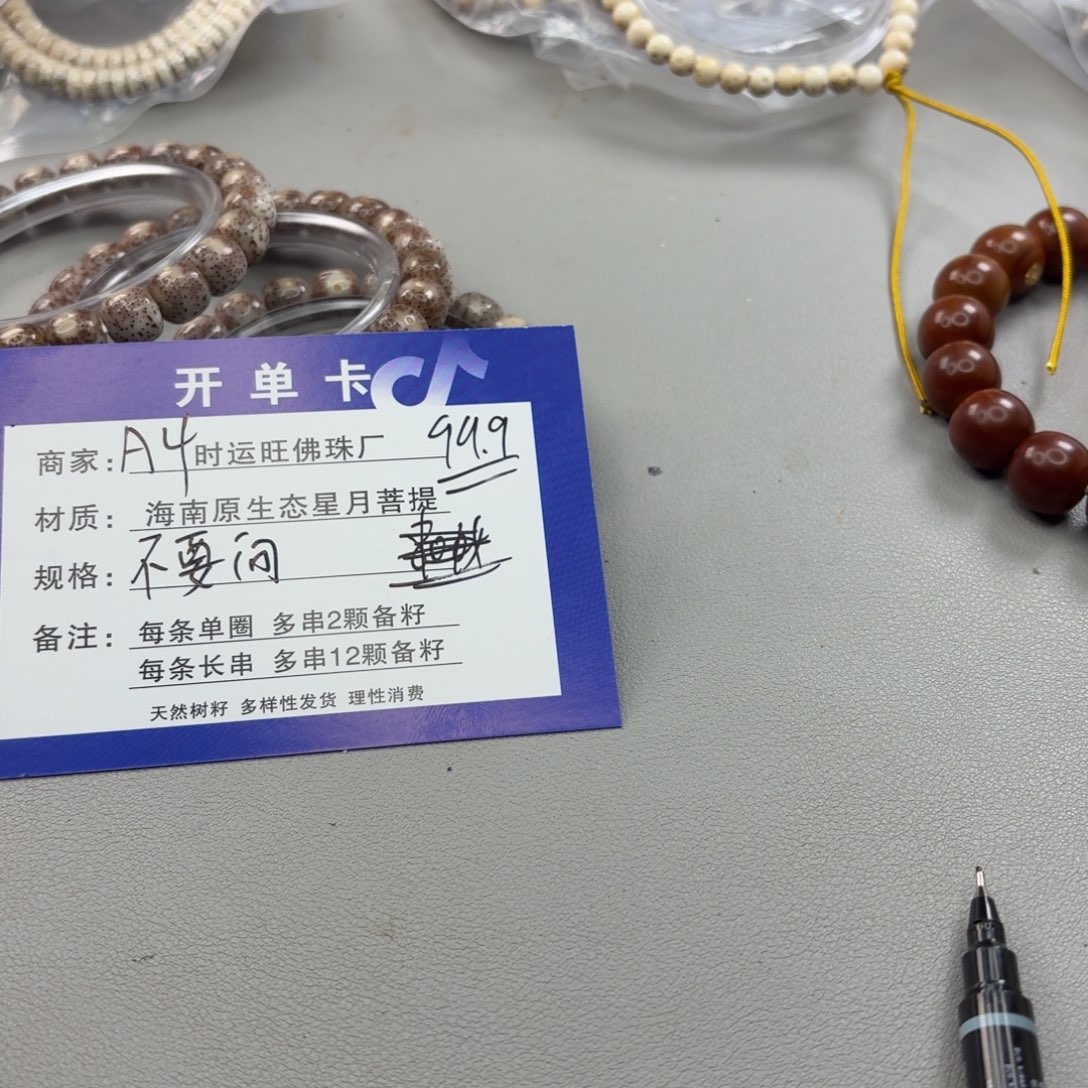 开单卡
商家: A4 时运旺佛珠厂 99.9
材质: 海南原生态星月菩提
规格: 不要问
备注: 每条单圈 多串2颗备籽
每条长串 多串12颗备籽
天然树籽 多样性发货 理性消费